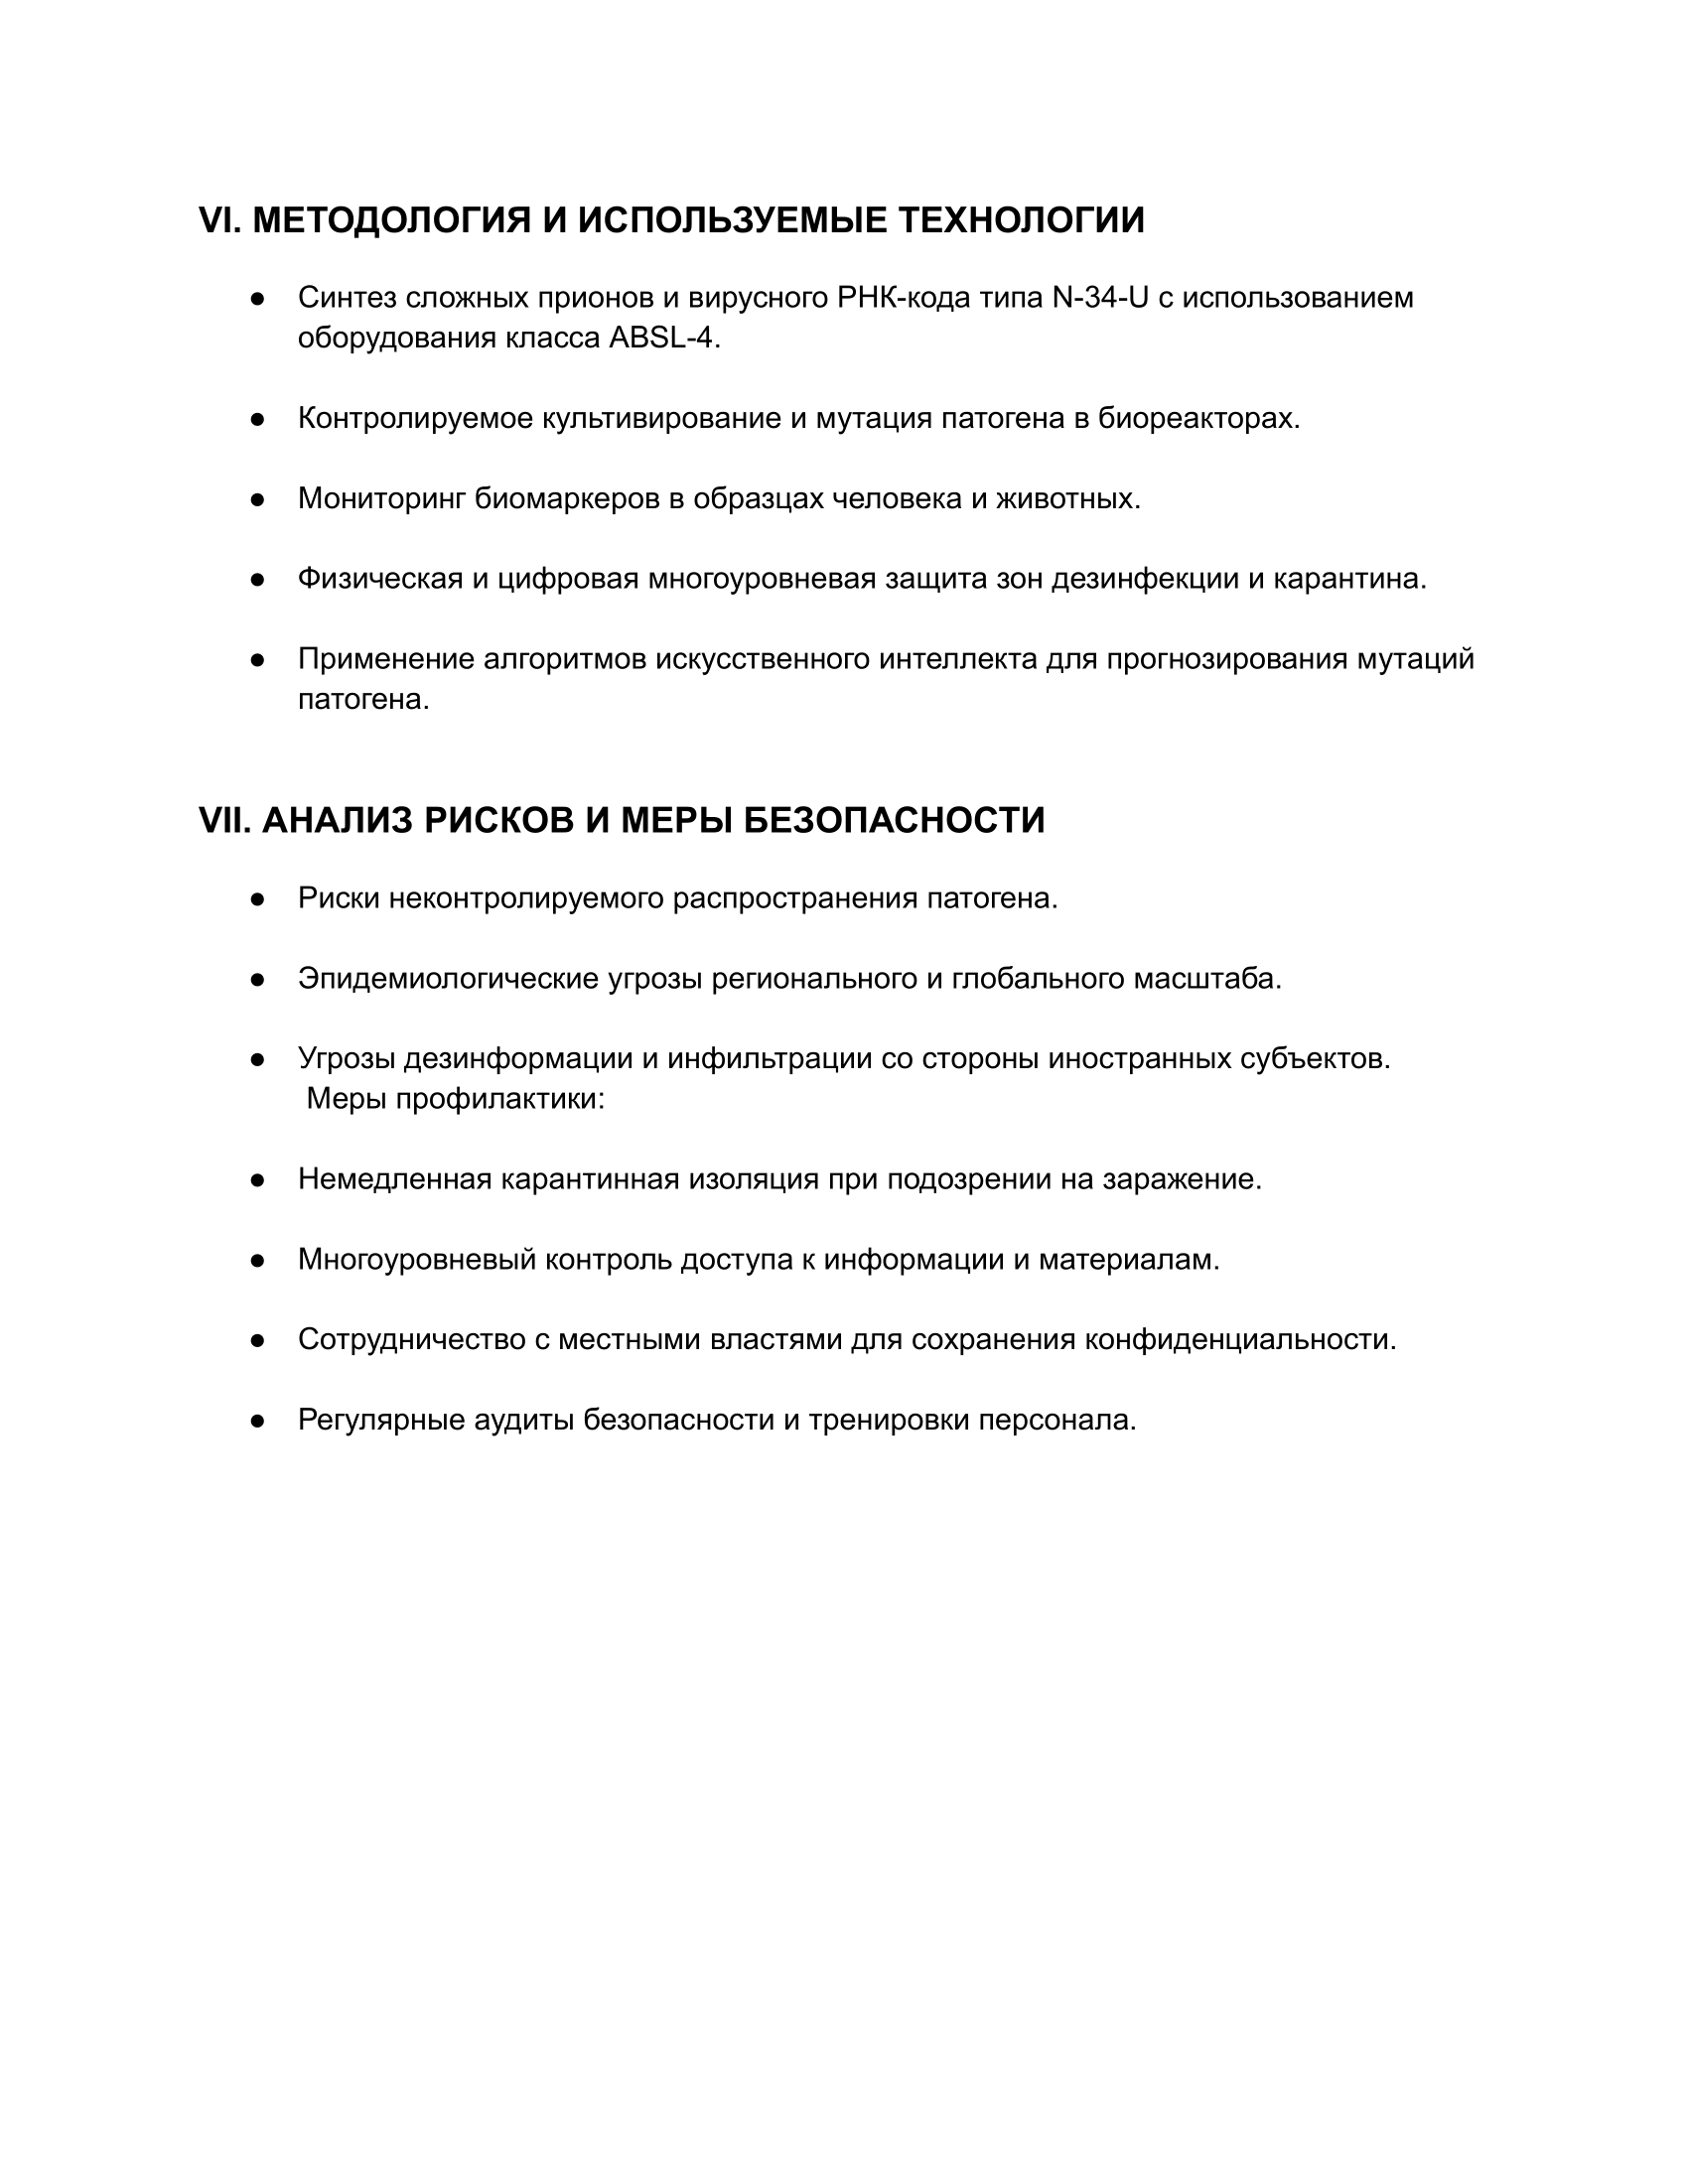 VI. МЕТОДОЛОГИЯ И ИСПОЛЬЗУЕМЫЕ ТЕХНОЛОГИИ
● Синтез сложных прионов и вирусного РНК-кода типа N-34-U с использованием
оборудования класса ABSL-4.
● Контролируемое культивирование и мутация патогена в биореакторах.
● Мониторинг биомаркеров в образцах человека и животных.
● Физическая и цифровая многоуровневая защита зон дезинфекции и карантина.
● Применение алгоритмов искусственного интеллекта для прогнозирования мутаций
патогена.
VII. АНАЛИЗ РИСКОВ И МЕРЫ БЕЗОПАСНОСТИ
● Риски неконтролируемого распространения патогена.
● Эпидемиологические угрозы регионального и глобального масштаба.
● Угрозы дезинформации и инфильтрации со стороны иностранных субъектов.
Меры профилактики:
● Немедленная карантинная изоляция при подозрении на заражение.
● Многоуровневый контроль доступа к информации и материалам.
● Сотрудничество с местными властями для сохранения конфиденциальности.
● Регулярные аудиты безопасности и тренировки персонала.